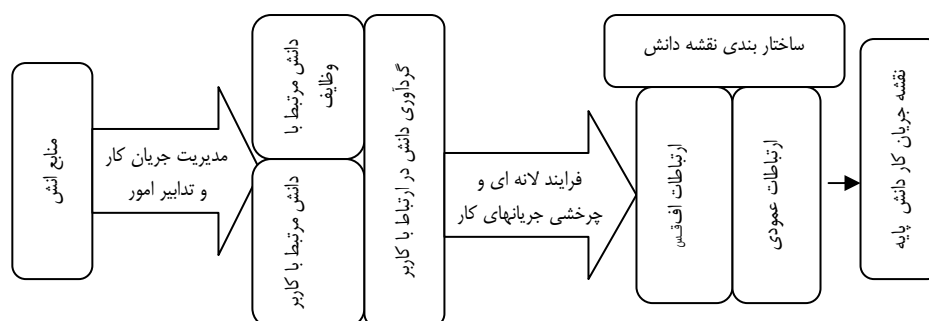 منابع انش
مدیریت جریان کار
و تدابیر امور
دانش مرتبط با
وظایف
دانش مرتبط با کاربر
گردآوری دانش در ارتباط با کاربر
فرایند لانه ای و
چرخشی جریانهای کار
ساختار بندی نقشه دانش
ارتباطات افقس
ارتباطات عمودی
نقشه جریان کار دانش پایه